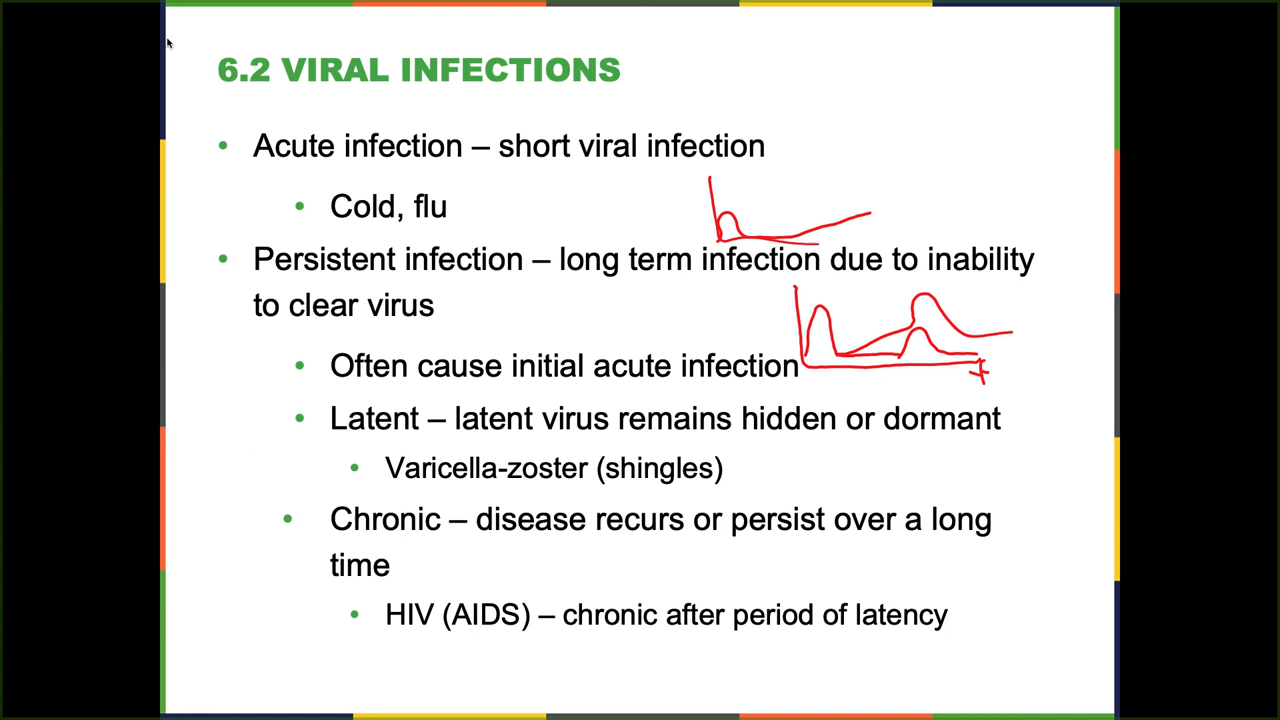 6.2 VIRAL INFECTIONS
• Acute infection – short viral infection
• Cold, flu
• Persistent infection – long term infection due to inability
to clear virus
• Often cause initial acute infection
• Latent – latent virus remains hidden or dormant
• Varicella-zoster (shingles)
• Chronic – disease recurs or persist over a long
time
• HIV (AIDS) – chronic after period of latency